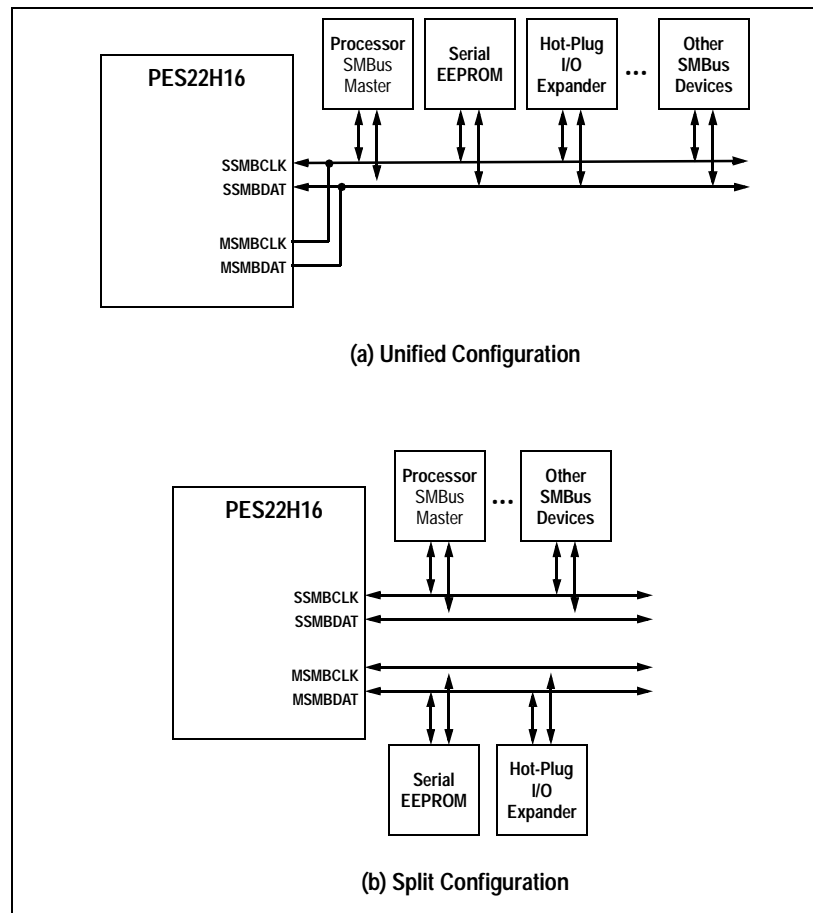 PES22H16
Processor
SMBus
Master
Serial
EEPROM
Hot-Plug
I/O
Expander
...
Other
SMBus
Devices
SSMBCLK
SSMBDAT
MSMBCLK
MSMBDAT
(a) Unified Configuration
PES22H16
Processor
SMBus
Master
...
Other
SMBus
Devices
SSMBCLK
SSMBDAT
MSMBCLK
MSMBDAT
Serial
EEPROM
Hot-Plug
I/O
Expander
(b) Split Configuration